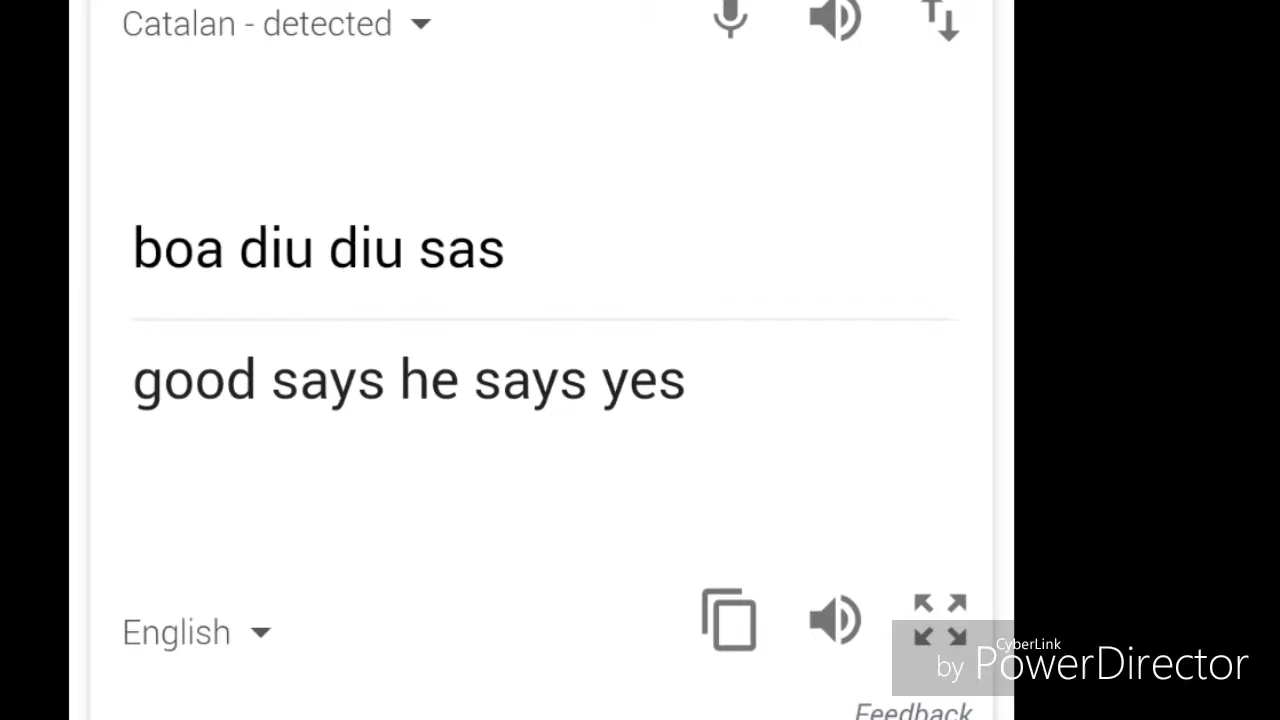 Catalan - detected
boa diu diu sas
good says he says yes
English
CyberLink
by PowerDirector
Feedback